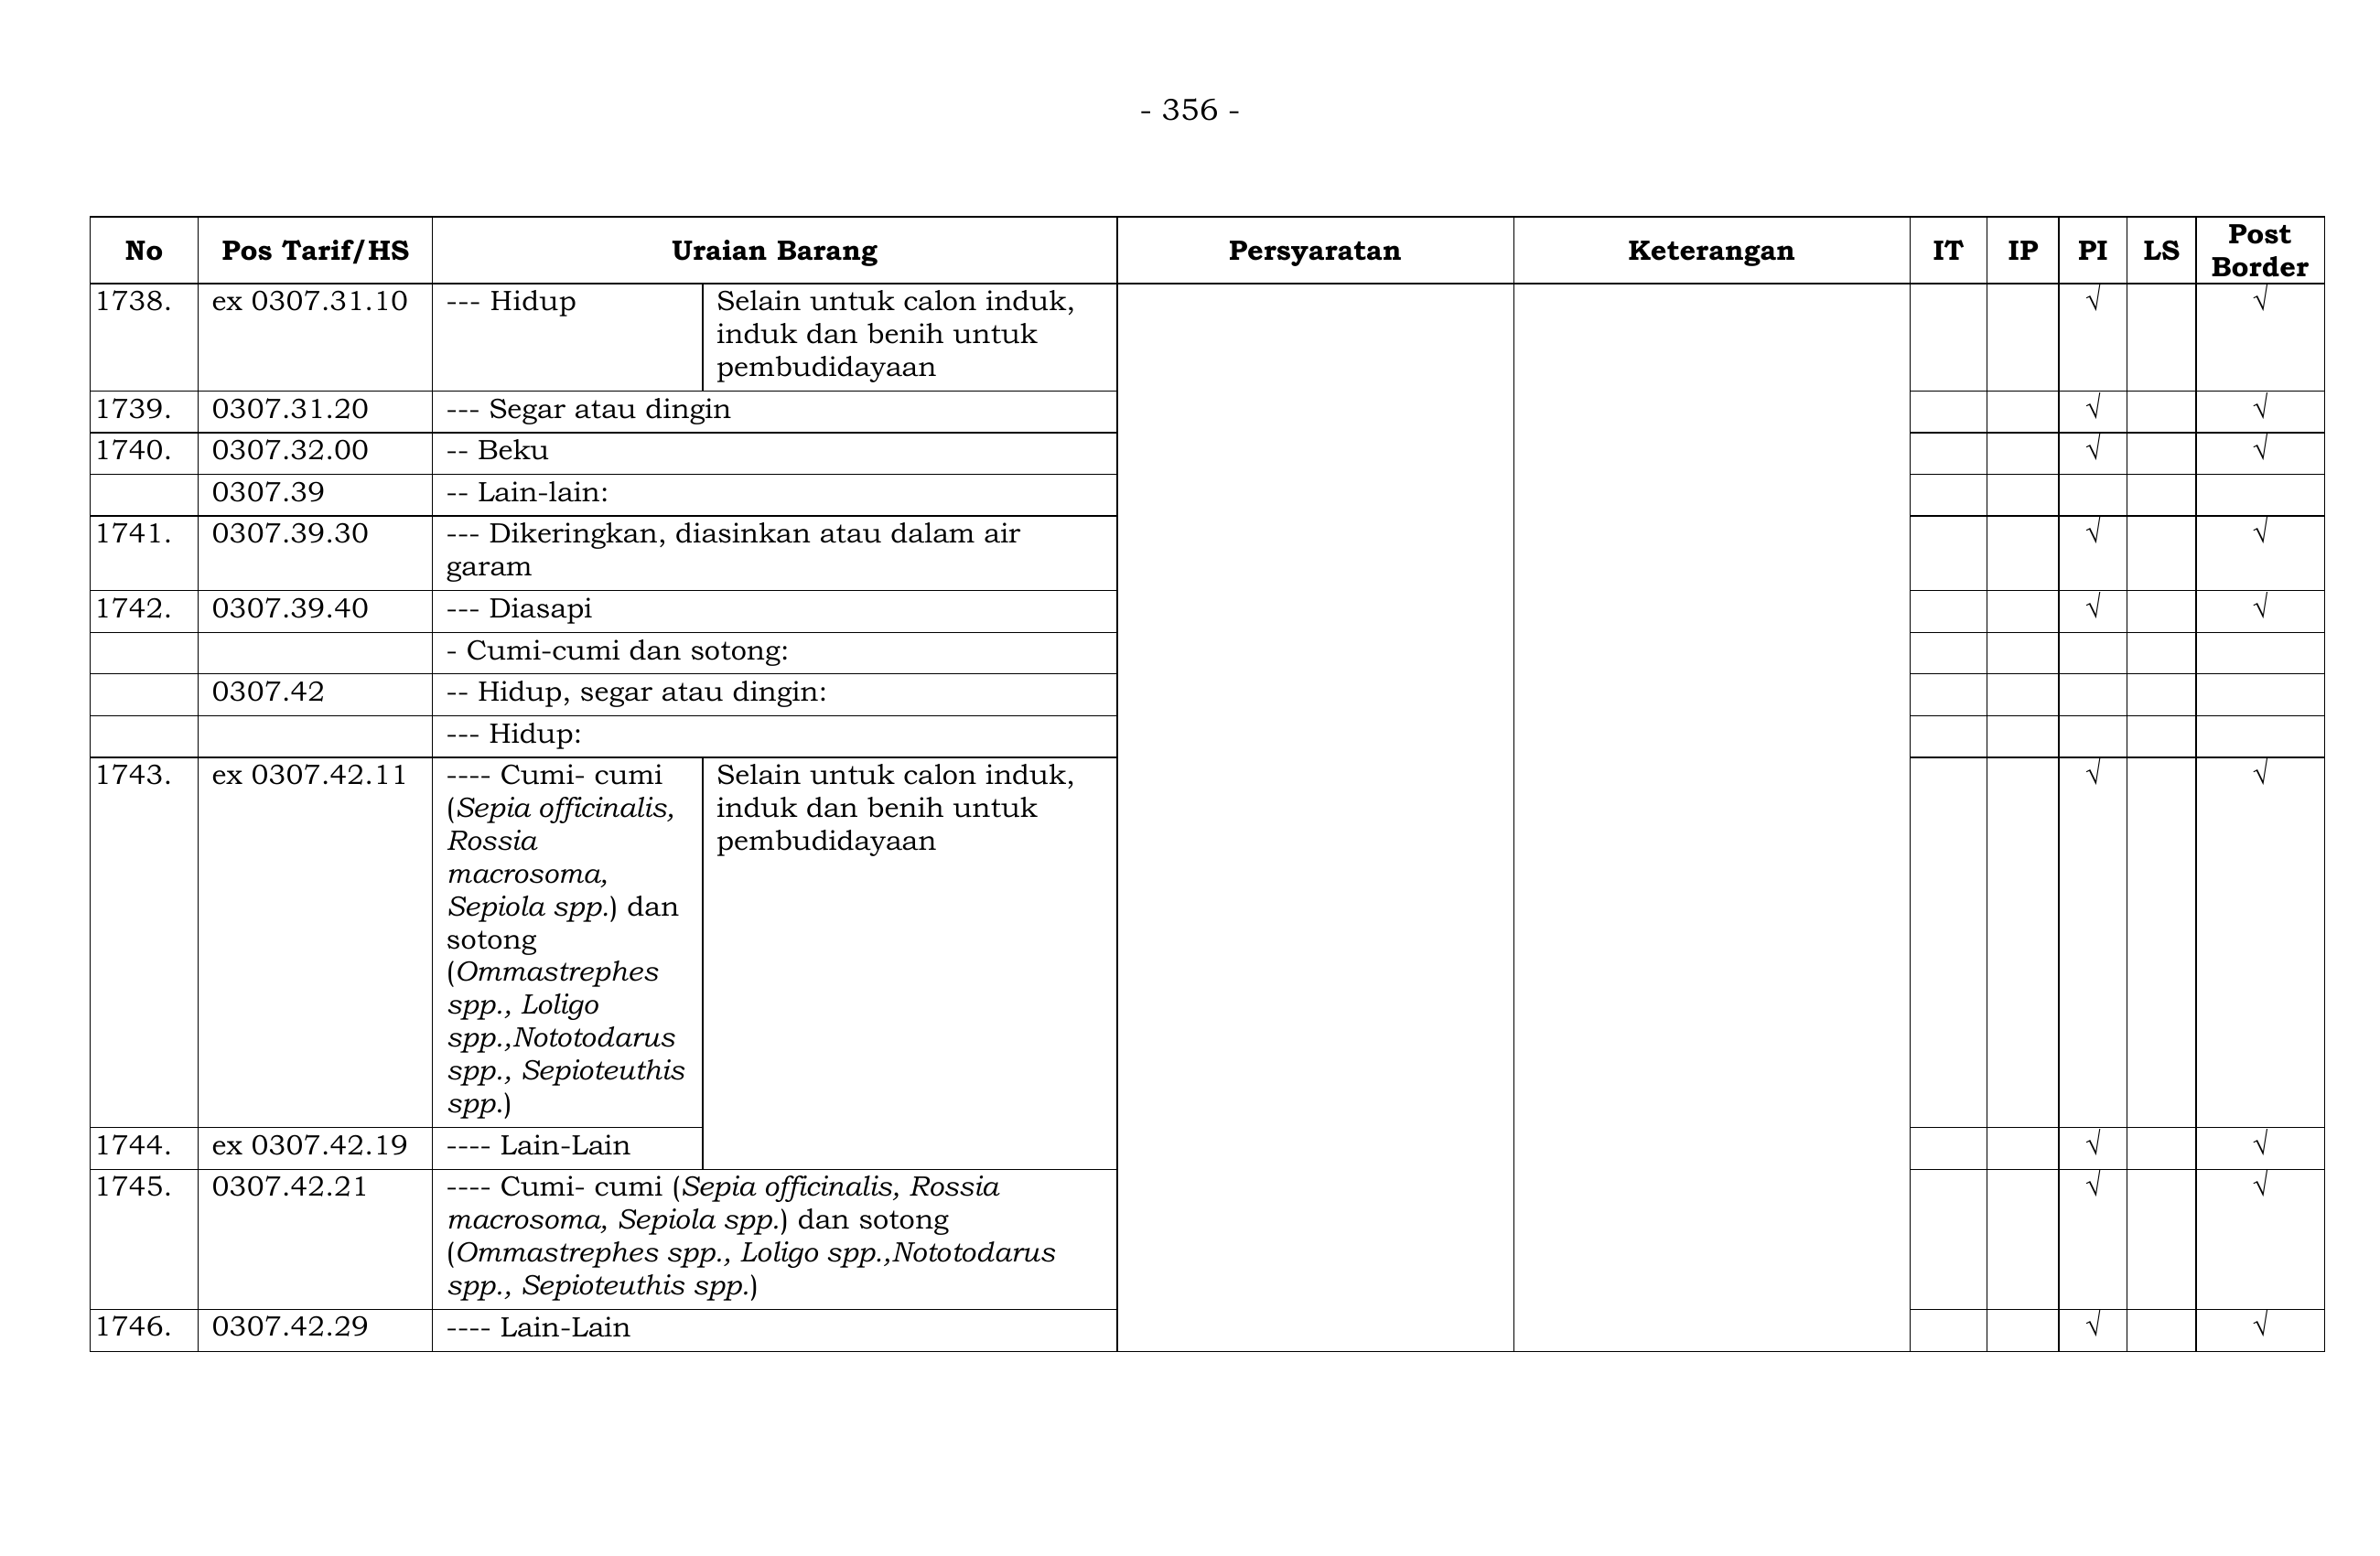 - 356 -
No Pos Tarif/HS Uraian Barang Persyaratan Keterangan IT IP PI LS Post Border
1738. ex 0307.31.10 --- Hidup Selain untuk calon induk, √ √
induk dan benih untuk
pembudidayaan
1739. 0307.31.20 --- Segar atau dingin √ √
1740. 0307.32.00 -- Beku √ √
0307.39 -- Lain-lain:
1741. 0307.39.30 --- Dikeringkan, diasinkan atau dalam air √ √
garam
1742. 0307.39.40 --- Diasapi √ √
- Cumi-cumi dan sotong:
0307.42 -- Hidup, segar atau dingin:
--- Hidup:
1743. ex 0307.42.11 ---- Cumi- cumi Selain untuk calon induk, √ √
(Sepia officinalis, induk dan benih untuk
Rossia pembudidayaan
macrosoma,
Sepiola spp.) dan
sotong
(Ommastrephes
spp., Loligo
spp.,Nototodarus
spp., Sepioteuthis
spp.)
1744. ex 0307.42.19 ---- Lain-Lain √ √
1745. 0307.42.21 ---- Cumi- cumi (Sepia officinalis, Rossia √ √
macrosoma, Sepiola spp.) dan sotong
(Ommastrephes spp., Loligo spp.,Nototodarus
spp., Sepioteuthis spp.)
1746. 0307.42.29 ---- Lain-Lain √ √